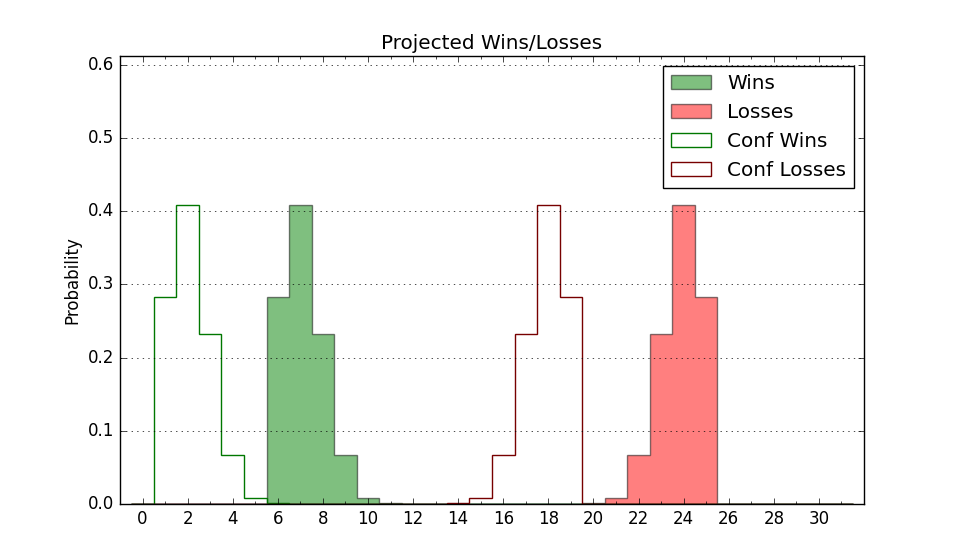 Projected Wins/Losses
0.6
0.5
0.4
0.3
0.2
0.1
0.0
Probability
Wins
Losses
Conf Wins
Conf Losses
0 2 4 6 8 10 12 14 16 18 20 22 24 26 28 30